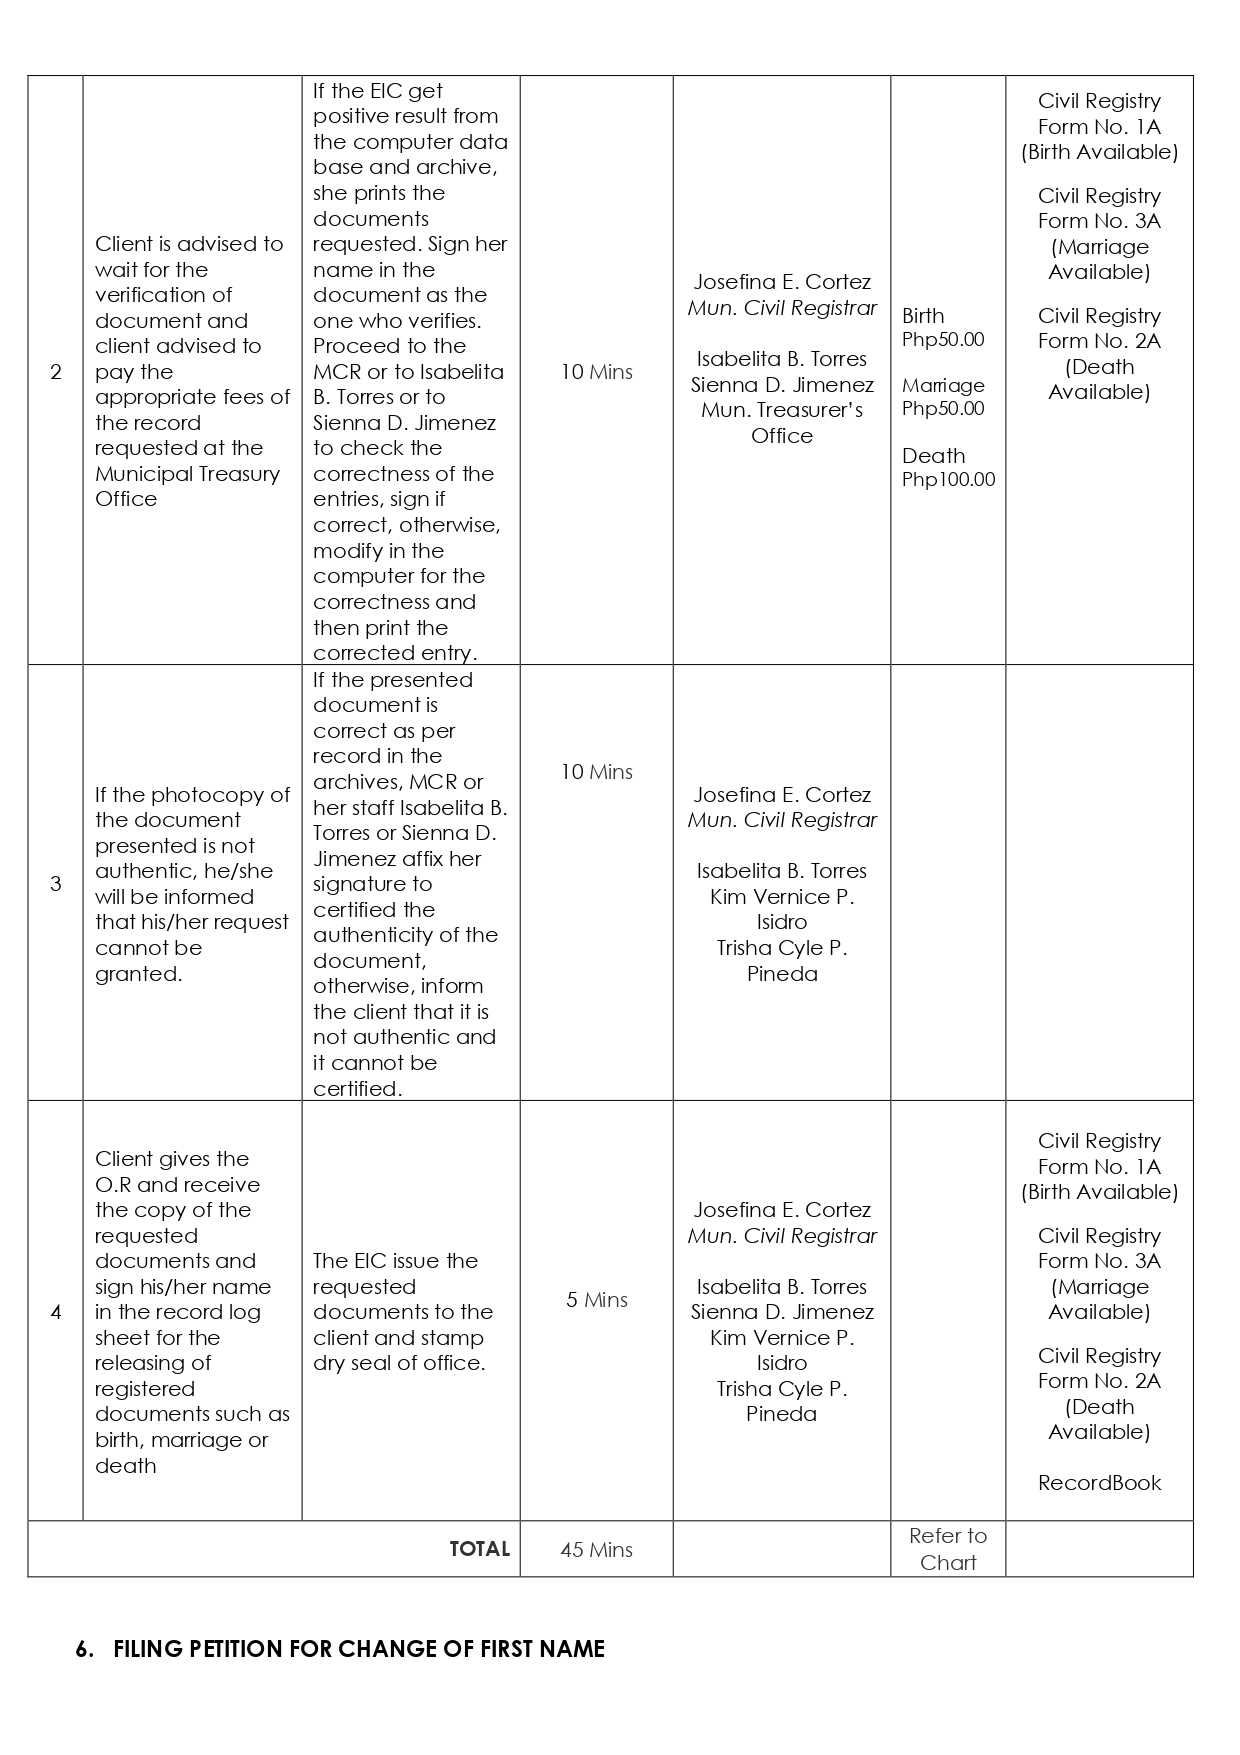 2
Client is advised to
wait for the
verification of
document and
client advised to
pay the
appropriate fees of
the record
requested at the
Municipal Treasury
Office
If the EIC get
positive result from
the computer data
base and archive,
she prints the
documents
requested. Sign her
name in the
document as the
one who verifies.
Proceed to the
MCR or to Isabelita
B. Torres or to
Sienna D. Jimenez
to check the
correctness of the
entries, sign if
correct, otherwise,
modify in the
computer for the
correctness and
then print the
corrected entry.
10 Mins
Josefina E. Cortez
Mun. Civil Registrar
Isabelita B. Torres
Sienna D. Jimenez
Mun. Treasurer’s
Office
Birth
Php50.00
Marriage
Php50.00
Death
Php100.00
Civil Registry
Form No. 1A
(Birth Available)
Civil Registry
Form No. 3A
(Marriage
Available)
Civil Registry
Form No. 2A
(Death
Available)
3
If the photocopy of
the document
presented is not
authentic, he/she
will be informed
that his/her request
cannot be
granted.
If the presented
document is
correct as per
record in the
archives, MCR or
her staff Isabelita B.
Torres or Sienna D.
Jimenez affix her
signature to
certified the
authenticity of the
document,
otherwise, inform
the client that it is
not authentic and
it cannot be
certified.
10 Mins
Josefina E. Cortez
Mun. Civil Registrar
Isabelita B. Torres
Kim Vernice P.
Isidro
Trisha Cyle P.
Pineda
4
Client gives the
O.R and receive
the copy of the
requested
documents and
sign his/her name
in the record log
sheet for the
releasing of
registered
documents such as
birth, marriage or
death
The EIC issue the
requested
documents to the
client and stamp
dry seal of office.
5 Mins
Josefina E. Cortez
Mun. Civil Registrar
Isabelita B. Torres
Sienna D. Jimenez
Kim Vernice P.
Isidro
Trisha Cyle P.
Pineda
Civil Registry
Form No. 1A
(Birth Available)
Civil Registry
Form No. 3A
(Marriage
Available)
Civil Registry
Form No. 2A
(Death
Available)
RecordBook
TOTAL
45 Mins
Refer to
Chart
6. FILING PETITION FOR CHANGE OF FIRST NAME